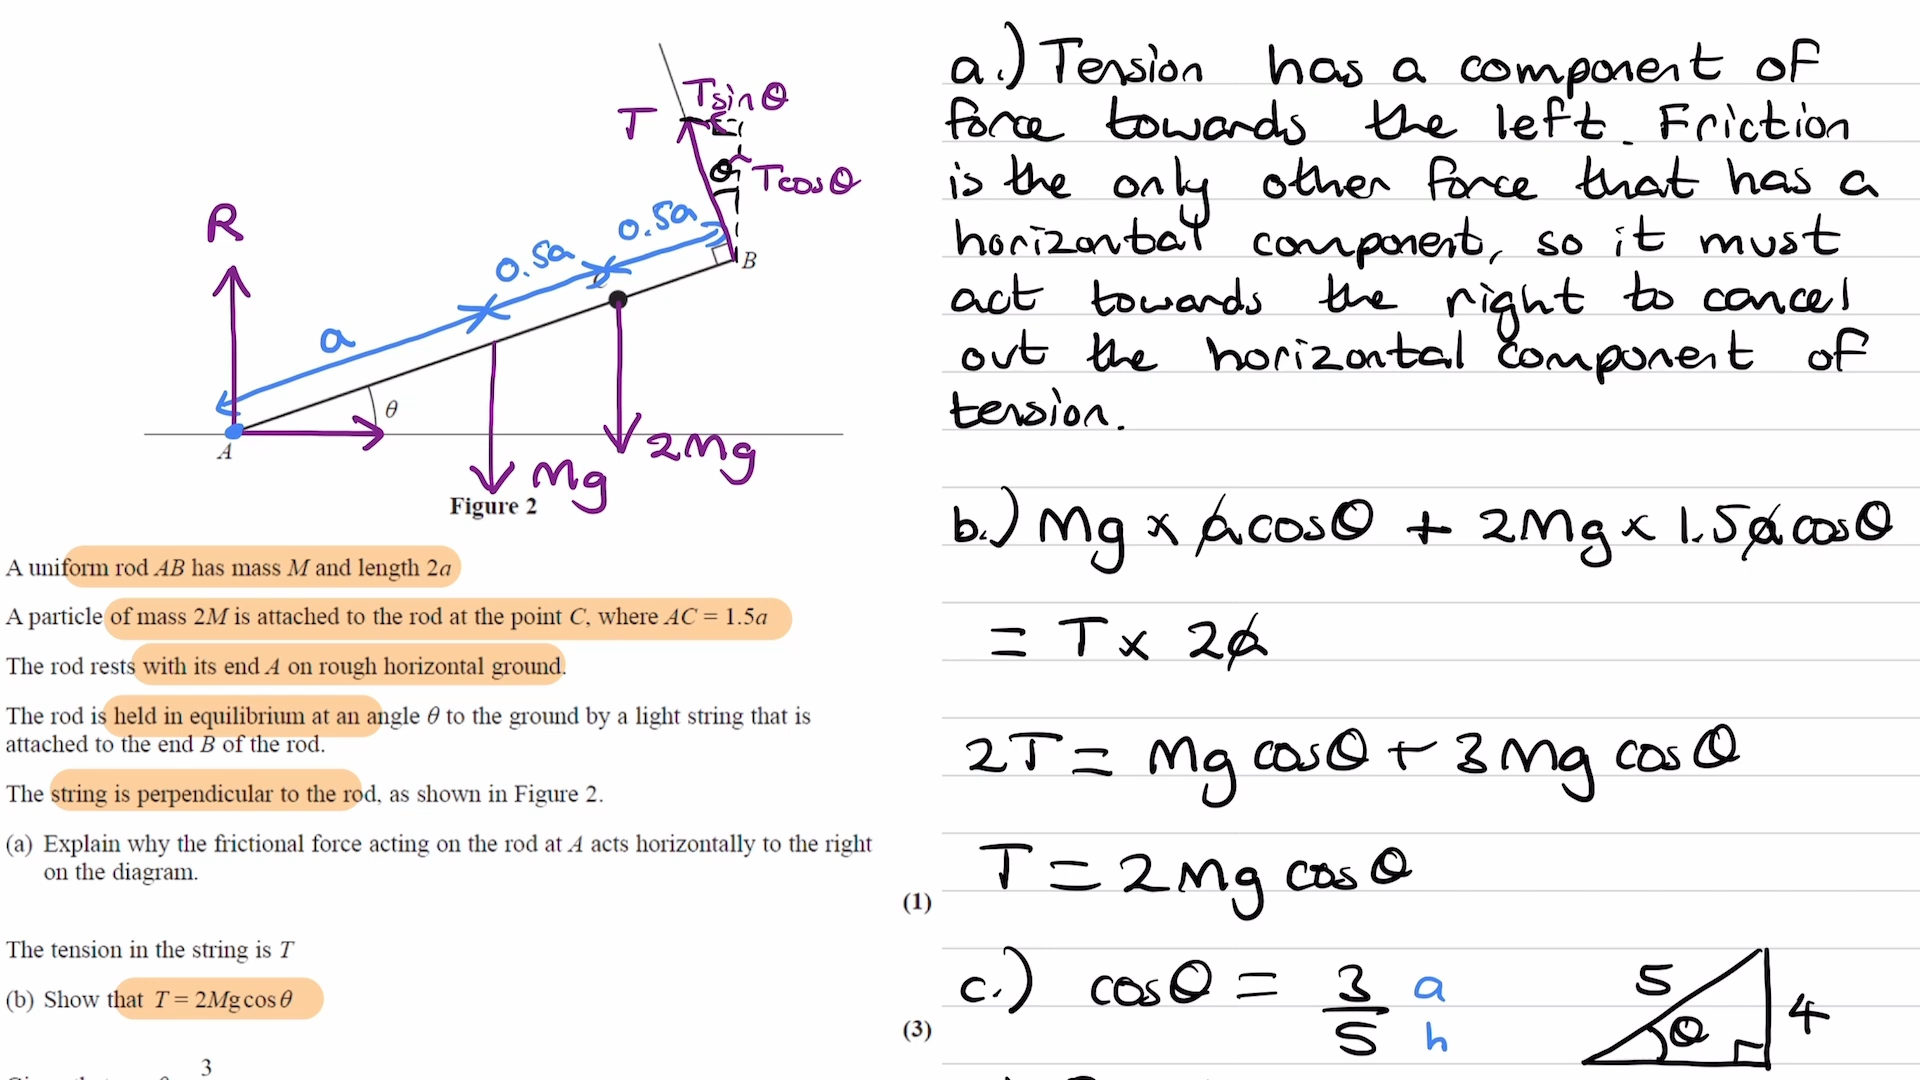 Tsinθ
T
θ
Tcosθ
R
0.5a
0.5a
B
a
θ
A
2Mg
Mg
Figure 2
A uniform rod AB has mass M and length 2a
A particle of mass 2M is attached to the rod at the point C, where AC = 1.5a
The rod rests with its end A on rough horizontal ground.
The rod is held in equilibrium at an angle θ to the ground by a light string that is
attached to the end B of the rod.
The string is perpendicular to the rod, as shown in Figure 2.
(a) Explain why the frictional force acting on the rod at A acts horizontally to the right
on the diagram.
(1)
The tension in the string is T
(b) Show that T = 2Mg cos θ
(3)
3
a.) Tension has a component of
force towards the left. Friction
is the only other force that has a
horizontal component, so it must
act towards the right to cancel
out the horizontal component of
tension.
b.) Mg × a cosθ + 2Mg × 1.5a cosθ
= T × 2a
2T = Mg cosθ + 3Mg cosθ
T = 2Mg cosθ
c.) cosθ = 3/5 a/h
5
4
θ